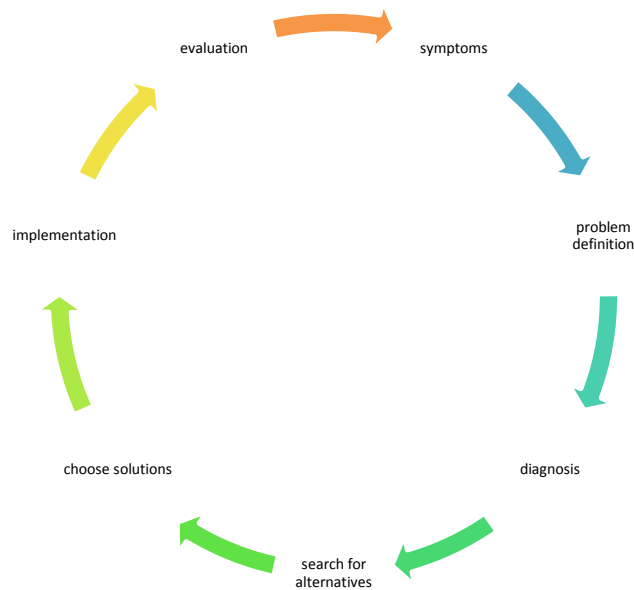 evaluation
symptoms
problem
definition
implementation
diagnosis
choose solutions
search for
alternatives